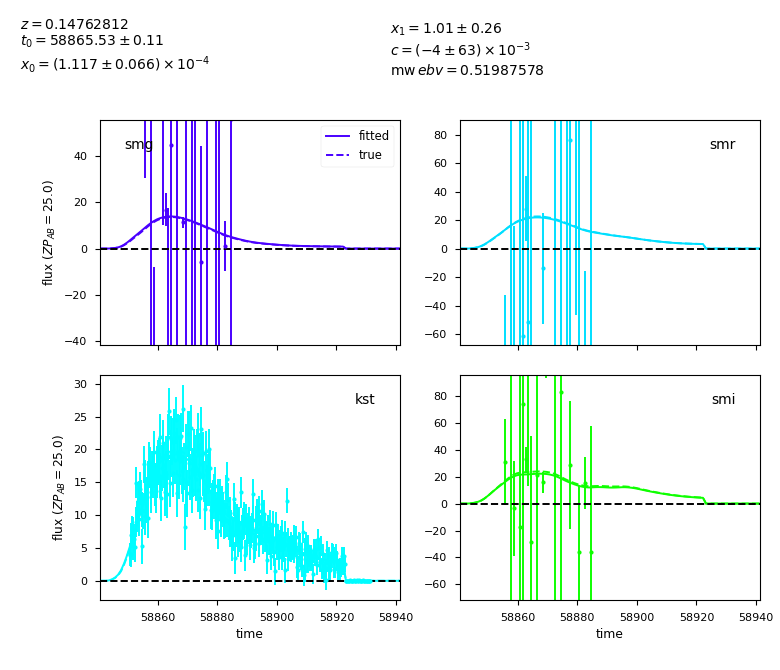 z = 0.14762812
t₀ = 58865.53 ± 0.11
x₀ = (1.117 ± 0.066) × 10⁻⁴
x₁ = 1.01 ± 0.26
c = (−4 ± 63) × 10⁻³
mw ebv = 0.51987578
smg
fitted
true
40
20
0
−20
−40
flux (ZP_AB = 25.0)
smr
80
60
40
20
0
−20
−40
−60
kst
30
25
20
15
10
5
0
flux (ZP_AB = 25.0)
58860 58880 58900 58920 58940
time
smi
80
60
40
20
0
−20
−40
−60
58860 58880 58900 58920 58940
time